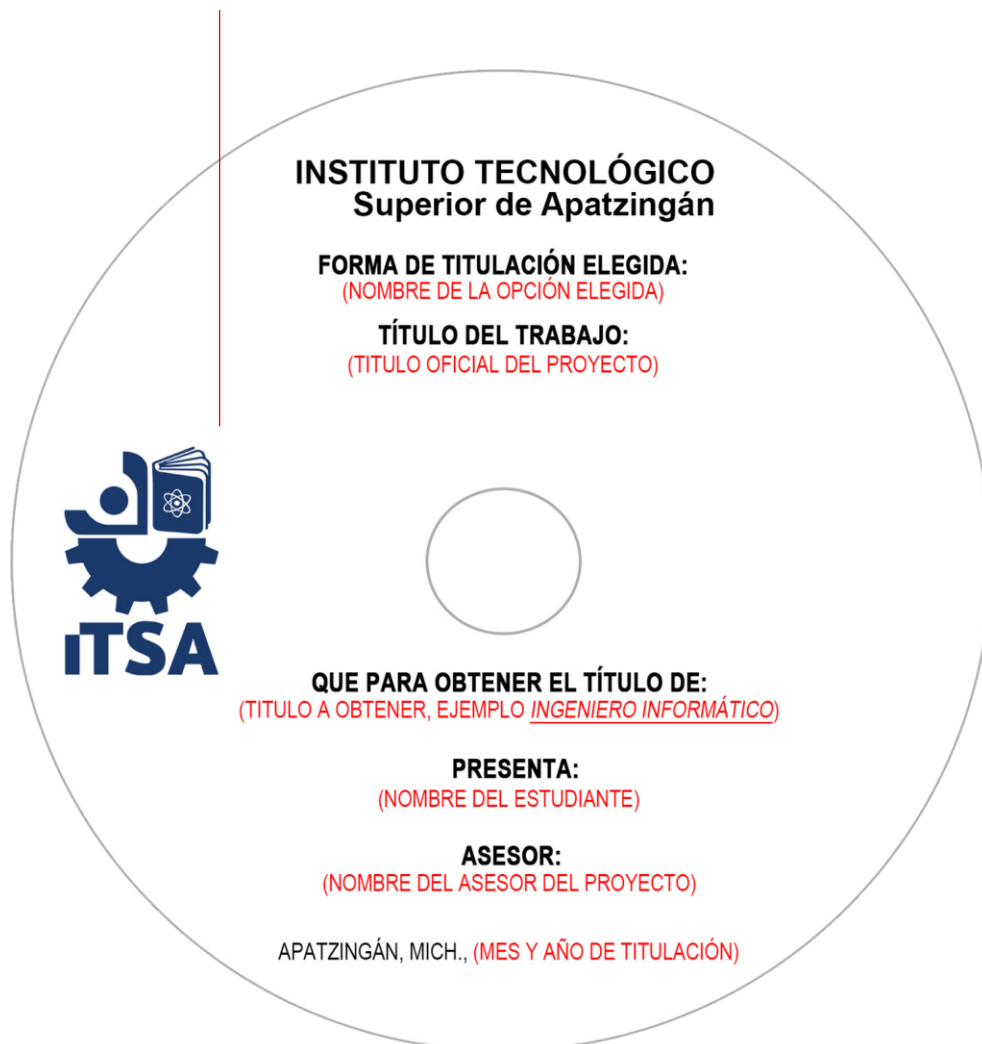 INSTITUTO TECNOLÓGICO
Superior de Apatzingán
FORMA DE TITULACIÓN ELEGIDA:
(NOMBRE DE LA OPCIÓN ELEGIDA)
TÍTULO DEL TRABAJO:
(TITULO OFICIAL DEL PROYECTO)
ITSA
QUE PARA OBTENER EL TÍTULO DE:
(TITULO A OBTENER, EJEMPLO INGENIERO INFORMÁTICO)
PRESENTA:
(NOMBRE DEL ESTUDIANTE)
ASESOR:
(NOMBRE DEL ASESOR DEL PROYECTO)
APATZINGÁN, MICH., (MES Y AÑO DE TITULACIÓN)